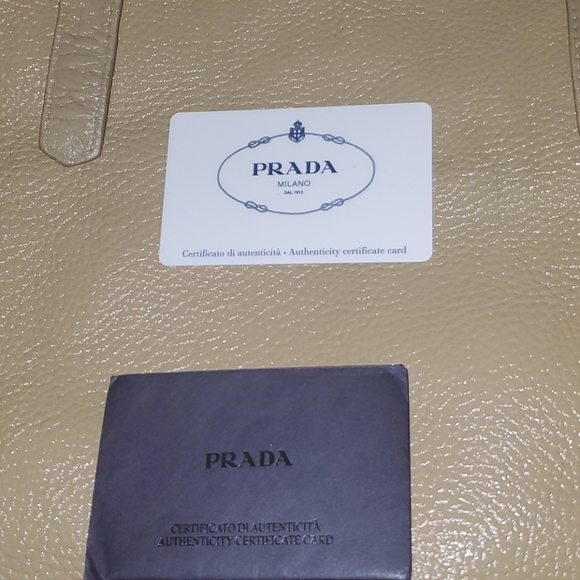 PRADA
MILANO
DAL 1913
Certificato di autenticità • Authenticity certificate card
PRADA
CERTIFICATO DI AUTENTICITÀ
AUTHENTICITY CERTIFICATE CARD